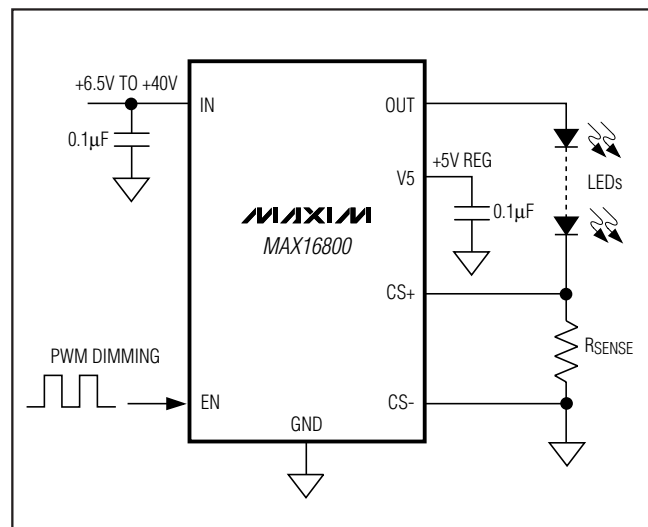 +6.5V TO +40V
IN
OUT
0.1µF
+5V REG
V5
LEDs
0.1µF
MAXIM
MAX16800
CS+
RSENSE
PWM DIMMING
EN
CS-
GND